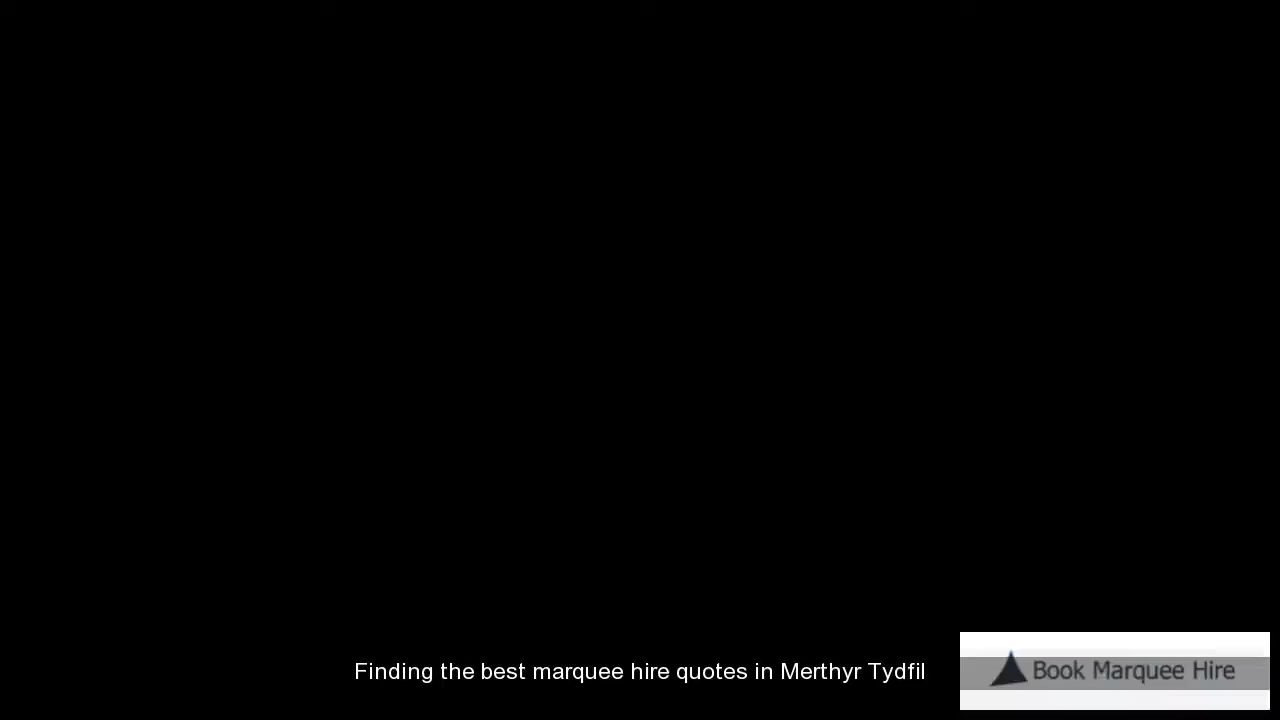 Finding the best marquee hire quotes in Merthyr Tydfil
Book Marquee Hire